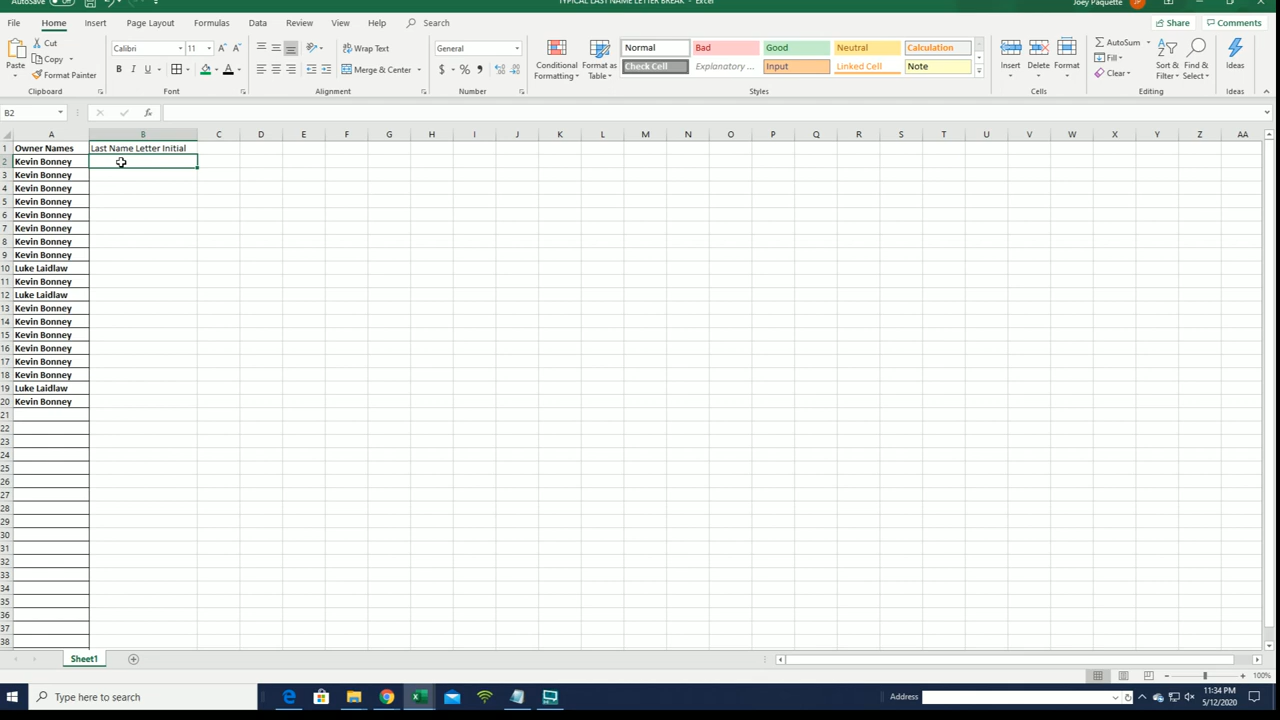 AutoSave Off TYPICAL LAST NAME LETTER BREAK - Excel Joey Paquette JP
File Home Insert Page Layout Formulas Data Review View Help Search Share Comments
Paste Cut Copy Format Painter Clipboard
Calibri 11 A A B I U A Font
Wrap Text Merge & Center Alignment
General $ % , Number
Conditional Formatting Format as Table
Normal Bad Good Neutral Calculation
Check Cell Explanatory ... Input Linked Cell Note
Styles
Insert Delete Format Cells
AutoSum Fill Clear Sort & Filter Find & Select Editing
Ideas Ideas
B2 fx
A B C D E F G H I J K L M N O P Q R S T U V W X Y Z AA
1 Owner Names Last Name Letter Initial
2 Kevin Bonney
3 Kevin Bonney
4 Kevin Bonney
5 Kevin Bonney
6 Kevin Bonney
7 Kevin Bonney
8 Kevin Bonney
9 Kevin Bonney
10 Luke Laidlaw
11 Kevin Bonney
12 Luke Laidlaw
13 Kevin Bonney
14 Kevin Bonney
15 Kevin Bonney
16 Kevin Bonney
17 Kevin Bonney
18 Kevin Bonney
19 Luke Laidlaw
20 Kevin Bonney
21
22
23
24
25
26
27
28
29
30
31
32
33
34
35
36
37
38
Sheet1
100%
Type here to search Address 11:34 PM
5/12/2020